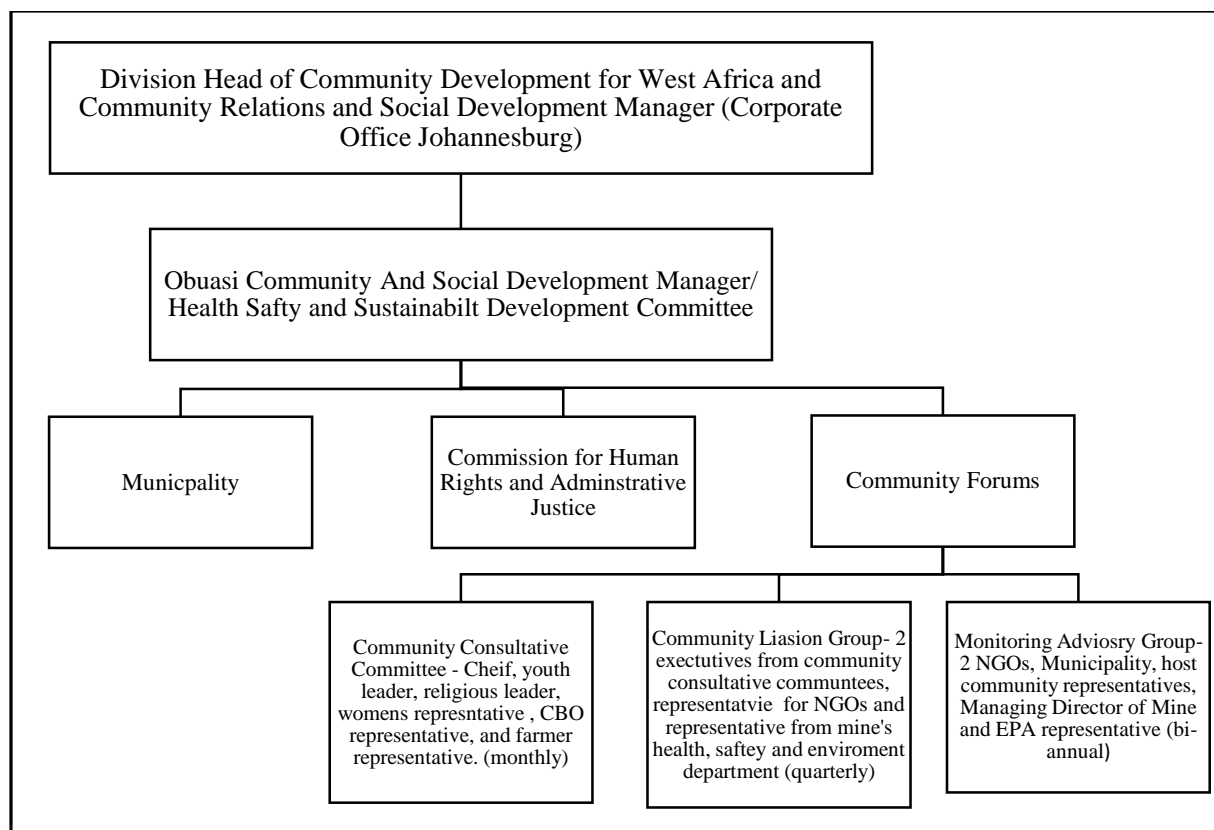 Division Head of Community Development for West Africa and
Community Relations and Social Development Manager (Corporate
Office Johannesburg)
Obuasi Community And Social Development Manager/
Health Safty and Sustainabilt Development Committee
Municpality
Commission for Human
Rights and Adminstrative
Justice
Community Forums
Community Consultative
Committee - Cheif, youth
leader, religious leader,
womens represntative , CBO
representative, and farmer
representative. (monthly)
Community Liasion Group- 2
exectutives from community
consultative communtees,
representatvie for NGOs and
representative from mine's
health, saftey and enviroment
department (quarterly)
Monitoring Adviosry Group-
2 NGOs, Municipality, host
community representatives,
Managing Director of Mine
and EPA representative (bi-
annual)